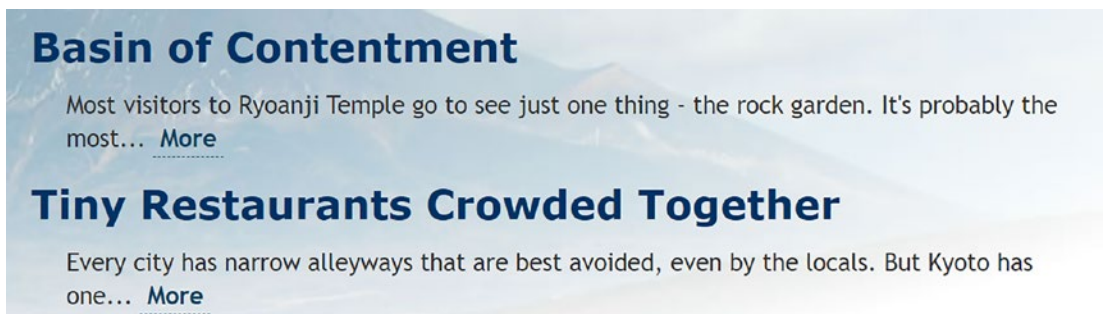 Basin of Contentment
Most visitors to Ryoanji Temple go to see just one thing - the rock garden. It's probably the
most... More
Tiny Restaurants Crowded Together
Every city has narrow alleyways that are best avoided, even by the locals. But Kyoto has
one... More